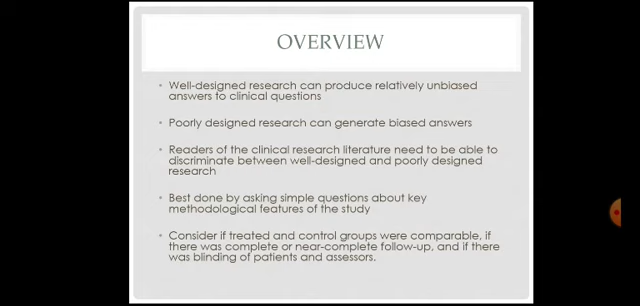 OVERVIEW
• Well-designed research can produce relatively unbiased
answers to clinical questions
• Poorly designed research can generate biased answers
• Readers of the clinical research literature need to be able to
discriminate between well-designed and poorly designed
research
• Best done by asking simple questions about key
methodological features of the study
• Consider if treated and control groups were comparable, if
there was complete or near-complete follow-up, and if there
was blinding of patients and assessors.